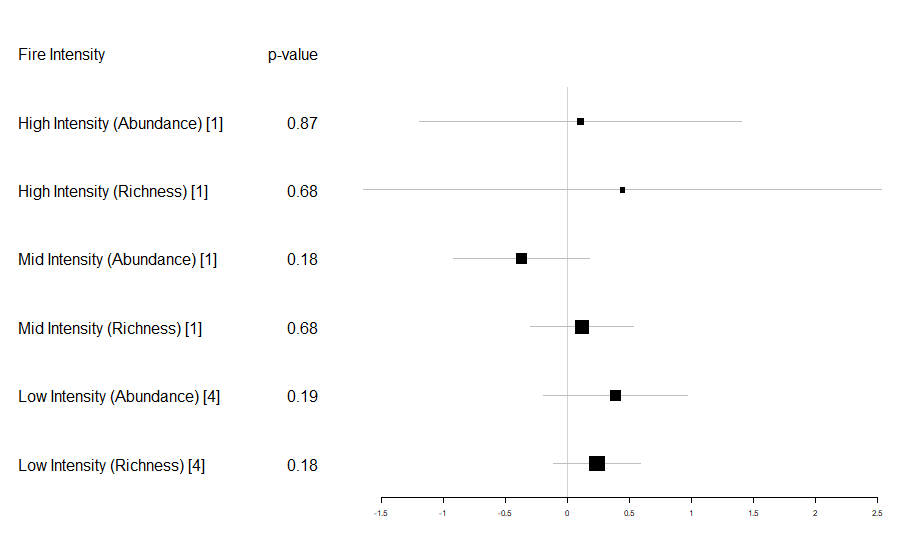 Fire Intensity p-value
High Intensity (Abundance) [1] 0.87
High Intensity (Richness) [1] 0.68
Mid Intensity (Abundance) [1] 0.18
Mid Intensity (Richness) [1] 0.68
Low Intensity (Abundance) [4] 0.19
Low Intensity (Richness) [4] 0.18
-1.5 -1 -0.5 0 0.5 1 1.5 2 2.5